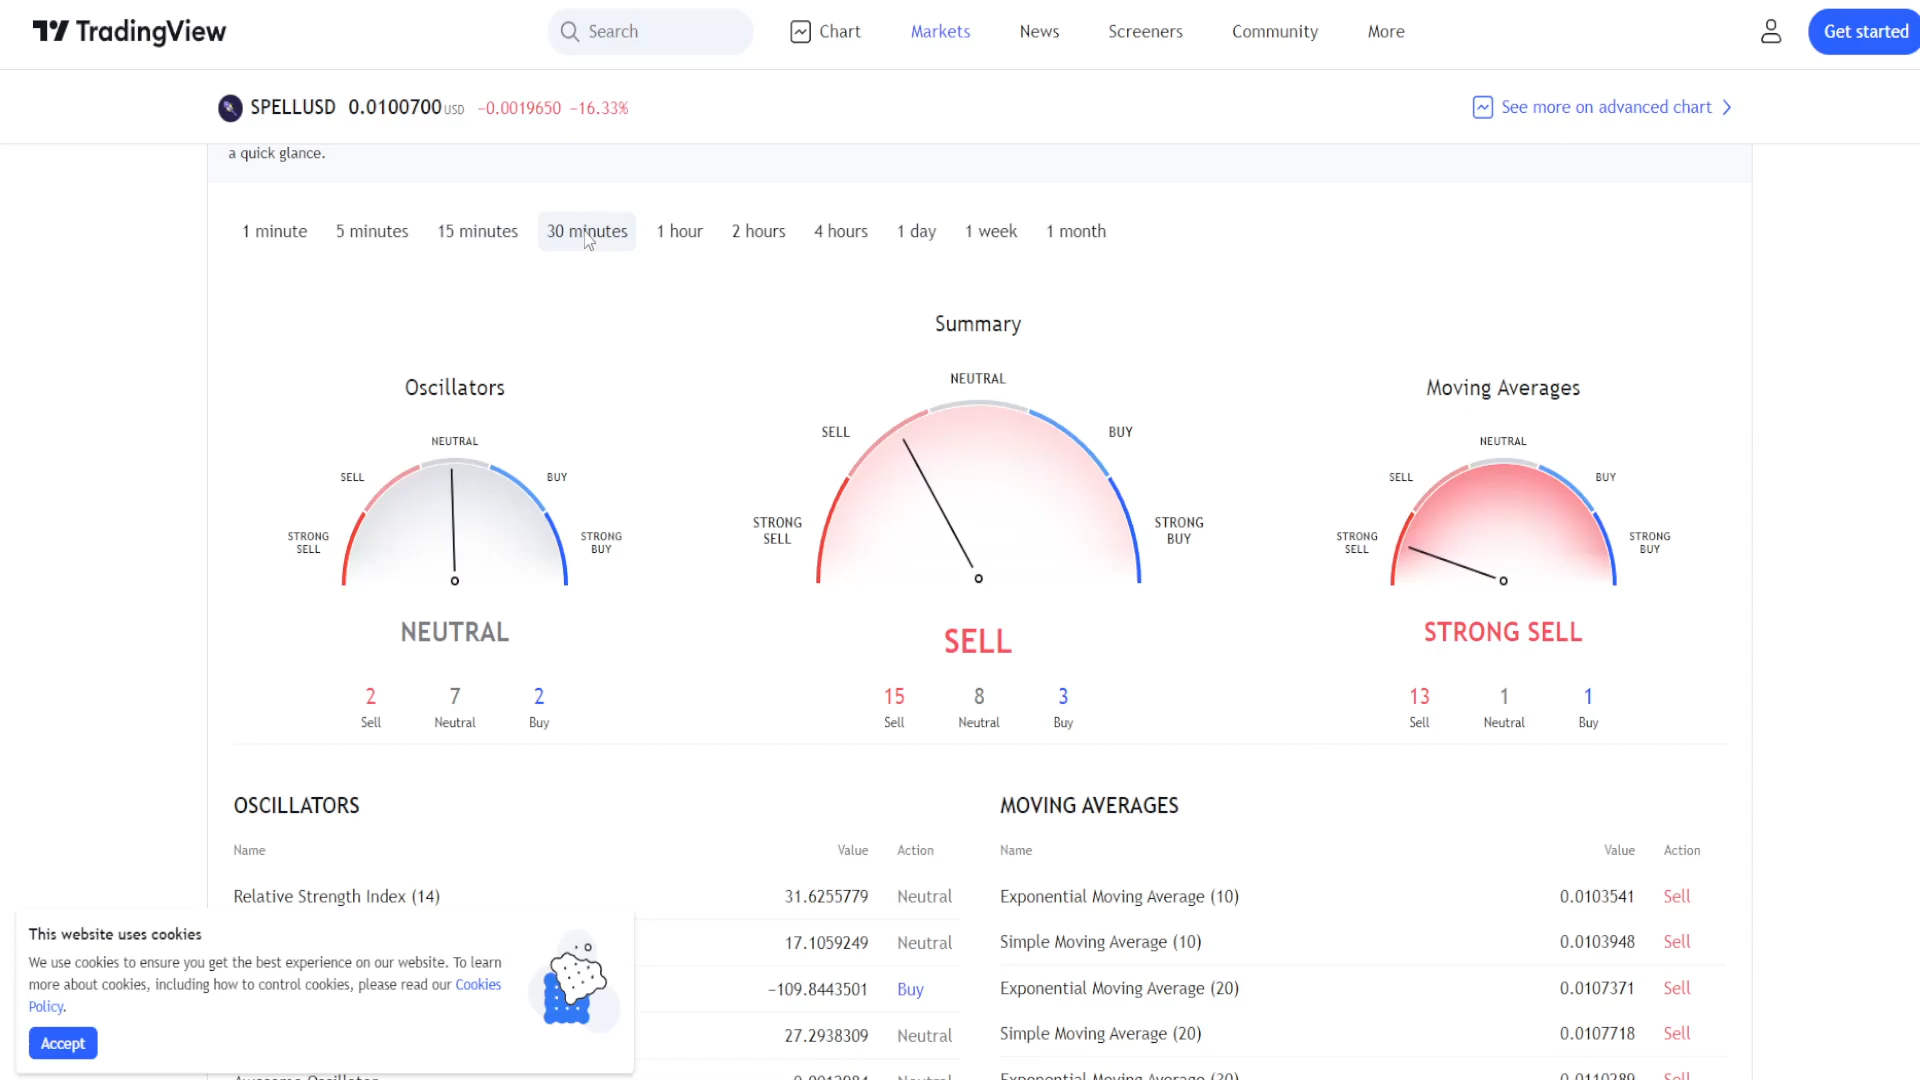 TradingView
Search
Chart
Markets
News
Screeners
Community
More
Get started
SPELLUSD 0.0100700 USD −0.0019650 −16.33%
See more on advanced chart
a quick glance.
1 minute 5 minutes 15 minutes 30 minutes 1 hour 2 hours 4 hours 1 day 1 week 1 month
Summary
Oscillators
Moving Averages
NEUTRAL
SELL
BUY
STRONG SELL
STRONG BUY
NEUTRAL
2 7 2
Sell Neutral Buy
NEUTRAL
SELL
BUY
STRONG SELL
STRONG BUY
SELL
15 8 3
Sell Neutral Buy
NEUTRAL
SELL
BUY
STRONG SELL
STRONG BUY
STRONG SELL
13 1 1
Sell Neutral Buy
OSCILLATORS
Name Value Action
Relative Strength Index (14) 31.6255779 Neutral
17.1059249 Neutral
−109.8443501 Buy
27.2938309 Neutral
MOVING AVERAGES
Name Value Action
Exponential Moving Average (10) 0.0103541 Sell
Simple Moving Average (10) 0.0103948 Sell
Exponential Moving Average (20) 0.0107371 Sell
Simple Moving Average (20) 0.0107718 Sell
Exponential Moving Average (30) 0.0110289 Sell
This website uses cookies
We use cookies to ensure you get the best experience on our website. To learn
more about cookies, including how to control cookies, please read our Cookies
Policy.
Accept